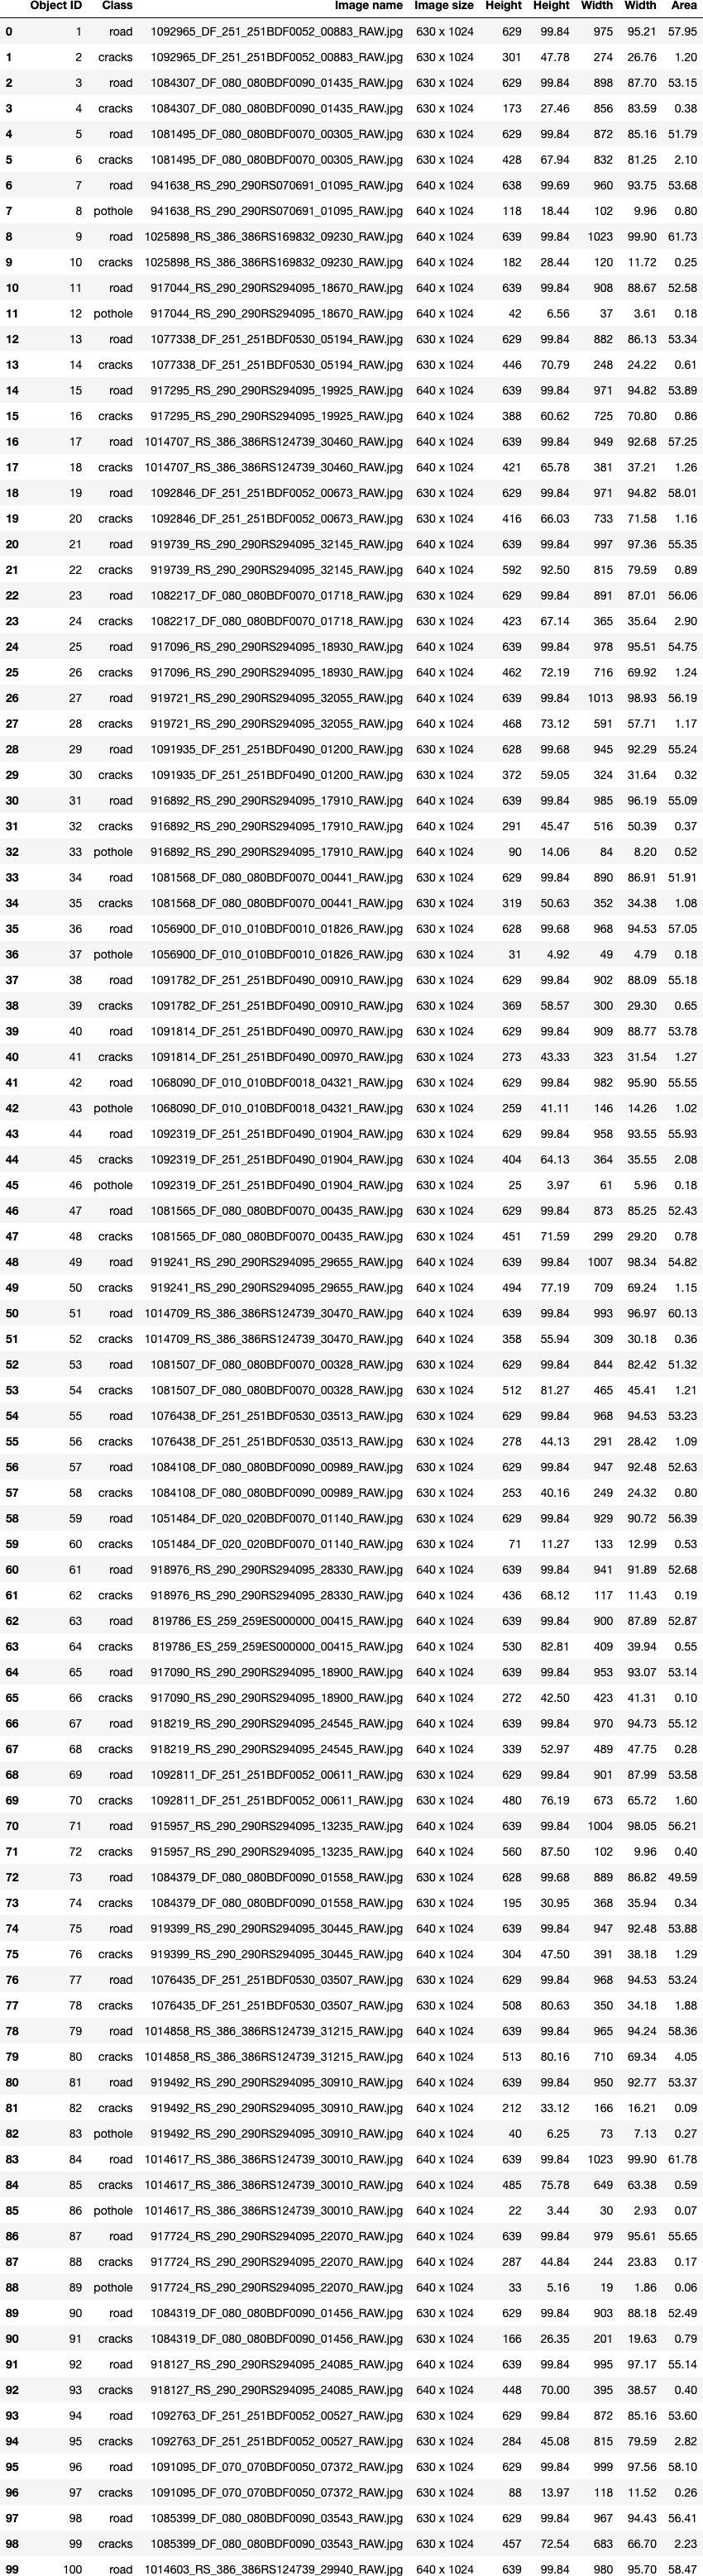 Object ID Class Image name Image size Height Height Width Width Area
0 1 road 1092965_DF_251_251BDF0052_00883_RAW.jpg 630 x 1024 629 99.84 975 95.21 57.95
1 2 cracks 1092965_DF_251_251BDF0052_00883_RAW.jpg 630 x 1024 301 47.78 274 26.76 1.20
2 3 road 1084307_DF_080_080BDF0090_01435_RAW.jpg 630 x 1024 629 99.84 898 87.70 53.15
3 4 cracks 1084307_DF_080_080BDF0090_01435_RAW.jpg 630 x 1024 173 27.46 856 83.59 0.38
4 5 road 1081495_DF_080_080BDF0070_00305_RAW.jpg 630 x 1024 629 99.84 872 85.16 51.79
5 6 cracks 1081495_DF_080_080BDF0070_00305_RAW.jpg 630 x 1024 428 67.94 832 81.25 2.10
6 7 road 941638_RS_290_290RS070691_01095_RAW.jpg 640 x 1024 638 99.69 960 93.75 53.68
7 8 pothole 941638_RS_290_290RS070691_01095_RAW.jpg 640 x 1024 118 18.44 102 9.96 0.80
8 9 road 1025898_RS_386_386RS169832_09230_RAW.jpg 640 x 1024 639 99.84 1023 99.90 61.73
9 10 cracks 1025898_RS_386_386RS169832_09230_RAW.jpg 640 x 1024 182 28.44 120 11.72 0.25
10 11 road 917044_RS_290_290RS294095_18670_RAW.jpg 640 x 1024 639 99.84 908 88.67 52.58
11 12 pothole 917044_RS_290_290RS294095_18670_RAW.jpg 640 x 1024 42 6.56 37 3.61 0.18
12 13 road 1077338_DF_251_251BDF0530_05194_RAW.jpg 630 x 1024 629 99.84 882 86.13 53.34
13 14 cracks 1077338_DF_251_251BDF0530_05194_RAW.jpg 630 x 1024 446 70.79 248 24.22 0.61
14 15 road 917295_RS_290_290RS294095_19925_RAW.jpg 640 x 1024 639 99.84 971 94.82 53.89
15 16 cracks 917295_RS_290_290RS294095_19925_RAW.jpg 640 x 1024 388 60.62 725 70.80 0.86
16 17 road 1014707_RS_386_386RS124739_30460_RAW.jpg 640 x 1024 639 99.84 949 92.68 57.25
17 18 cracks 1014707_RS_386_386RS124739_30460_RAW.jpg 640 x 1024 421 65.78 381 37.21 1.26
18 19 road 1092846_DF_251_251BDF0052_00673_RAW.jpg 630 x 1024 629 99.84 971 94.82 58.01
19 20 cracks 1092846_DF_251_251BDF0052_00673_RAW.jpg 630 x 1024 416 66.03 733 71.58 1.16
20 21 road 919739_RS_290_290RS294095_32145_RAW.jpg 640 x 1024 639 99.84 997 97.36 55.35
21 22 cracks 919739_RS_290_290RS294095_32145_RAW.jpg 640 x 1024 592 92.50 815 79.59 0.89
22 23 road 1082217_DF_080_080BDF0070_01718_RAW.jpg 630 x 1024 629 99.84 891 87.01 56.06
23 24 cracks 1082217_DF_080_080BDF0070_01718_RAW.jpg 630 x 1024 423 67.14 365 35.64 2.90
24 25 road 917096_RS_290_290RS294095_18930_RAW.jpg 640 x 1024 639 99.84 978 95.51 54.75
25 26 cracks 917096_RS_290_290RS294095_18930_RAW.jpg 640 x 1024 462 72.19 716 69.92 1.24
26 27 road 919721_RS_290_290RS294095_32055_RAW.jpg 640 x 1024 639 99.84 1013 98.93 56.19
27 28 cracks 919721_RS_290_290RS294095_32055_RAW.jpg 640 x 1024 468 73.12 591 57.71 1.17
28 29 road 1091935_DF_251_251BDF0490_01200_RAW.jpg 630 x 1024 628 99.68 945 92.29 55.24
29 30 cracks 1091935_DF_251_251BDF0490_01200_RAW.jpg 630 x 1024 372 59.05 324 31.64 0.32
30 31 road 916892_RS_290_290RS294095_17910_RAW.jpg 640 x 1024 639 99.84 985 96.19 55.09
31 32 cracks 916892_RS_290_290RS294095_17910_RAW.jpg 640 x 1024 291 45.47 516 50.39 0.37
32 33 pothole 916892_RS_290_290RS294095_17910_RAW.jpg 640 x 1024 90 14.06 84 8.20 0.52
33 34 road 1081568_DF_080_080BDF0070_00441_RAW.jpg 630 x 1024 629 99.84 890 86.91 51.91
34 35 cracks 1081568_DF_080_080BDF0070_00441_RAW.jpg 630 x 1024 319 50.63 352 34.38 1.08
35 36 road 1056900_DF_010_010BDF0010_01826_RAW.jpg 630 x 1024 628 99.68 968 94.53 57.05
36 37 pothole 1056900_DF_010_010BDF0010_01826_RAW.jpg 630 x 1024 31 4.92 49 4.79 0.18
37 38 road 1091782_DF_251_251BDF0490_00910_RAW.jpg 630 x 1024 629 99.84 902 88.09 55.18
38 39 cracks 1091782_DF_251_251BDF0490_00910_RAW.jpg 630 x 1024 369 58.57 300 29.30 0.65
39 40 road 1091814_DF_251_251BDF0490_00970_RAW.jpg 630 x 1024 629 99.84 909 88.77 53.78
40 41 cracks 1091814_DF_251_251BDF0490_00970_RAW.jpg 630 x 1024 273 43.33 323 31.54 1.27
41 42 road 1068090_DF_010_010BDF0018_04321_RAW.jpg 630 x 1024 629 99.84 982 95.90 55.55
42 43 pothole 1068090_DF_010_010BDF0018_04321_RAW.jpg 630 x 1024 259 41.11 146 14.26 1.02
43 44 road 1092319_DF_251_251BDF0490_01904_RAW.jpg 630 x 1024 629 99.84 958 93.55 55.93
44 45 cracks 1092319_DF_251_251BDF0490_01904_RAW.jpg 630 x 1024 404 64.13 364 35.55 2.08
45 46 pothole 1092319_DF_251_251BDF0490_01904_RAW.jpg 630 x 1024 25 3.97 61 5.96 0.18
46 47 road 1081565_DF_080_080BDF0070_00435_RAW.jpg 630 x 1024 629 99.84 873 85.25 52.43
47 48 cracks 1081565_DF_080_080BDF0070_00435_RAW.jpg 630 x 1024 451 71.59 299 29.20 0.78
48 49 road 919241_RS_290_290RS294095_29655_RAW.jpg 640 x 1024 639 99.84 1007 98.34 54.82
49 50 cracks 919241_RS_290_290RS294095_29655_RAW.jpg 640 x 1024 494 77.19 709 69.24 1.15
50 51 road 1014709_RS_386_386RS124739_30470_RAW.jpg 640 x 1024 639 99.84 993 96.97 60.13
51 52 cracks 1014709_RS_386_386RS124739_30470_RAW.jpg 640 x 1024 358 55.94 309 30.18 0.36
52 53 road 1081507_DF_080_080BDF0070_00328_RAW.jpg 630 x 1024 629 99.84 844 82.42 51.32
53 54 cracks 1081507_DF_080_080BDF0070_00328_RAW.jpg 630 x 1024 512 81.27 465 45.41 1.21
54 55 road 1076438_DF_251_251BDF0530_03513_RAW.jpg 630 x 1024 629 99.84 968 94.53 53.23
55 56 cracks 1076438_DF_251_251BDF0530_03513_RAW.jpg 630 x 1024 278 44.13 291 28.42 1.09
56 57 road 1084108_DF_080_080BDF0090_00989_RAW.jpg 630 x 1024 629 99.84 947 92.48 52.63
57 58 cracks 1084108_DF_080_080BDF0090_00989_RAW.jpg 630 x 1024 253 40.16 249 24.32 0.80
58 59 road 1051484_DF_020_020BDF0070_01140_RAW.jpg 630 x 1024 629 99.84 929 90.72 56.39
59 60 cracks 1051484_DF_020_020BDF0070_01140_RAW.jpg 630 x 1024 71 11.27 133 12.99 0.53
60 61 road 918976_RS_290_290RS294095_28330_RAW.jpg 640 x 1024 639 99.84 941 91.89 52.68
61 62 cracks 918976_RS_290_290RS294095_28330_RAW.jpg 640 x 1024 436 68.12 117 11.43 0.19
62 63 road 819786_ES_259_259ES000000_00415_RAW.jpg 640 x 1024 639 99.84 900 87.89 52.87
63 64 cracks 819786_ES_259_259ES000000_00415_RAW.jpg 640 x 1024 530 82.81 409 39.94 0.55
64 65 road 917090_RS_290_290RS294095_18900_RAW.jpg 640 x 1024 639 99.84 953 93.07 53.14
65 66 cracks 917090_RS_290_290RS294095_18900_RAW.jpg 640 x 1024 272 42.50 423 41.31 0.10
66 67 road 918219_RS_290_290RS294095_24545_RAW.jpg 640 x 1024 639 99.84 970 94.73 55.12
67 68 cracks 918219_RS_290_290RS294095_24545_RAW.jpg 640 x 1024 339 52.97 489 47.75 0.28
68 69 road 1092811_DF_251_251BDF0052_00611_RAW.jpg 630 x 1024 629 99.84 901 87.99 53.58
69 70 cracks 1092811_DF_251_251BDF0052_00611_RAW.jpg 630 x 1024 480 76.19 673 65.72 1.60
70 71 road 915957_RS_290_290RS294095_13235_RAW.jpg 640 x 1024 639 99.84 1004 98.05 56.21
71 72 cracks 915957_RS_290_290RS294095_13235_RAW.jpg 640 x 1024 560 87.50 102 9.96 0.40
72 73 road 1084379_DF_080_080BDF0090_01558_RAW.jpg 630 x 1024 628 99.68 889 86.82 49.59
73 74 cracks 1084379_DF_080_080BDF0090_01558_RAW.jpg 630 x 1024 195 30.95 368 35.94 0.34
74 75 road 919399_RS_290_290RS294095_30445_RAW.jpg 640 x 1024 639 99.84 947 92.48 53.88
75 76 cracks 919399_RS_290_290RS294095_30445_RAW.jpg 640 x 1024 304 47.50 391 38.18 1.29
76 77 road 1076435_DF_251_251BDF0530_03507_RAW.jpg 630 x 1024 629 99.84 968 94.53 53.24
77 78 cracks 1076435_DF_251_251BDF0530_03507_RAW.jpg 630 x 1024 508 80.63 350 34.18 1.88
78 79 road 1014858_RS_386_386RS124739_31215_RAW.jpg 640 x 1024 639 99.84 965 94.24 58.36
79 80 cracks 1014858_RS_386_386RS124739_31215_RAW.jpg 640 x 1024 513 80.16 710 69.34 4.05
80 81 road 919492_RS_290_290RS294095_30910_RAW.jpg 640 x 1024 639 99.84 950 92.77 53.37
81 82 cracks 919492_RS_290_290RS294095_30910_RAW.jpg 640 x 1024 212 33.12 166 16.21 0.09
82 83 pothole 919492_RS_290_290RS294095_30910_RAW.jpg 640 x 1024 40 6.25 73 7.13 0.27
83 84 road 1014617_RS_386_386RS124739_30010_RAW.jpg 640 x 1024 639 99.84 1023 99.90 61.78
84 85 cracks 1014617_RS_386_386RS124739_30010_RAW.jpg 640 x 1024 485 75.78 649 63.38 0.59
85 86 pothole 1014617_RS_386_386RS124739_30010_RAW.jpg 640 x 1024 22 3.44 30 2.93 0.07
86 87 road 917724_RS_290_290RS294095_22070_RAW.jpg 640 x 1024 639 99.84 979 95.61 55.65
87 88 cracks 917724_RS_290_290RS294095_22070_RAW.jpg 640 x 1024 287 44.84 244 23.83 0.17
88 89 pothole 917724_RS_290_290RS294095_22070_RAW.jpg 640 x 1024 33 5.16 19 1.86 0.06
89 90 road 1084319_DF_080_080BDF0090_01456_RAW.jpg 630 x 1024 629 99.84 903 88.18 52.49
90 91 cracks 1084319_DF_080_080BDF0090_01456_RAW.jpg 630 x 1024 166 26.35 201 19.63 0.79
91 92 road 918127_RS_290_290RS294095_24085_RAW.jpg 640 x 1024 639 99.84 995 97.17 55.14
92 93 cracks 918127_RS_290_290RS294095_24085_RAW.jpg 640 x 1024 448 70.00 395 38.57 0.40
93 94 road 1092763_DF_251_251BDF0052_00527_RAW.jpg 630 x 1024 629 99.84 872 85.16 53.60
94 95 cracks 1092763_DF_251_251BDF0052_00527_RAW.jpg 630 x 1024 284 45.08 815 79.59 2.82
95 96 road 1091095_DF_070_070BDF0050_07372_RAW.jpg 630 x 1024 629 99.84 999 97.56 58.10
96 97 cracks 1091095_DF_070_070BDF0050_07372_RAW.jpg 630 x 1024 88 13.97 118 11.52 0.26
97 98 road 1085399_DF_080_080BDF0090_03543_RAW.jpg 630 x 1024 629 99.84 967 94.43 56.41
98 99 cracks 1085399_DF_080_080BDF0090_03543_RAW.jpg 630 x 1024 457 72.54 683 66.70 2.23
99 100 road 1014603_RS_386_386RS124739_29940_RAW.jpg 640 x 1024 639 99.84 980 95.70 58.47